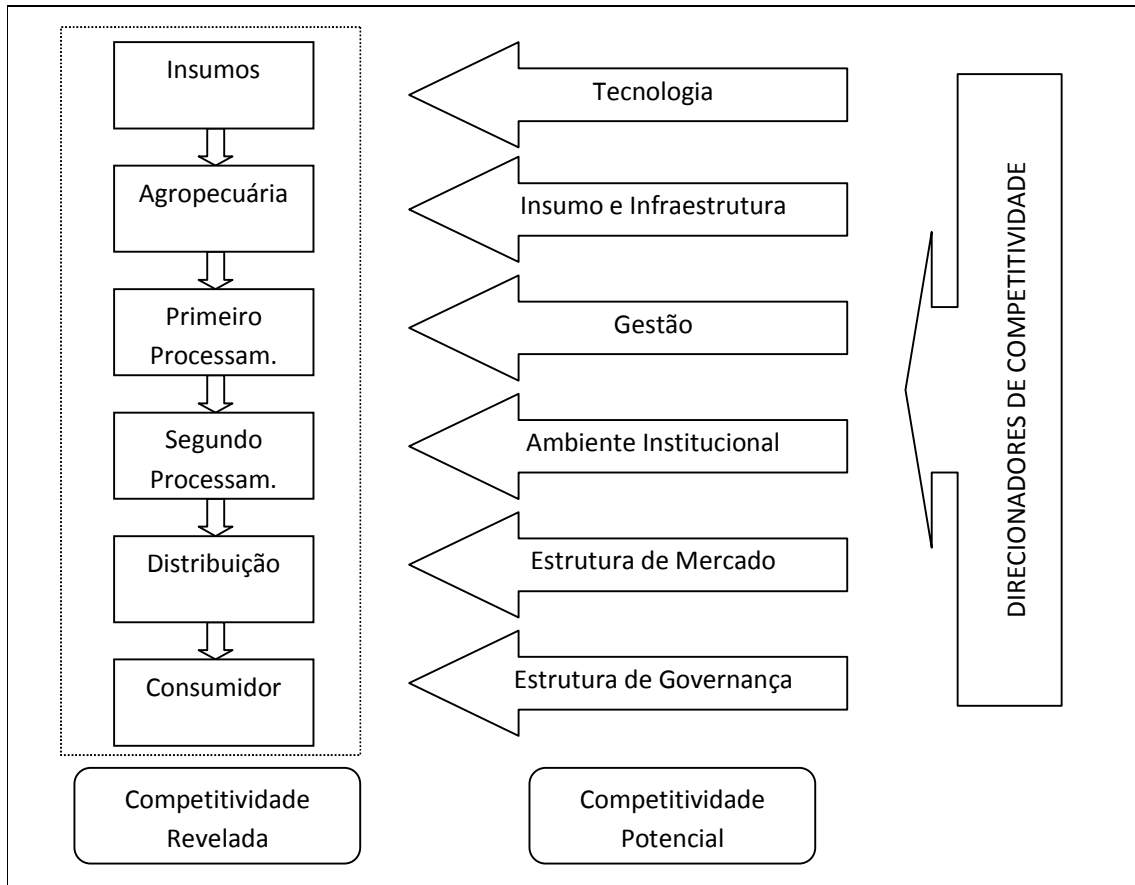 Insumos
Agropecuária
Primeiro
Processam.
Segundo
Processam.
Distribuição
Consumidor
Competitividade
Revelada
Tecnologia
Insumo e Infraestrutura
Gestão
Ambiente Institucional
Estrutura de Mercado
Estrutura de Governança
Competitividade
Potencial
DIRECIONADORES DE COMPETITIVIDADE